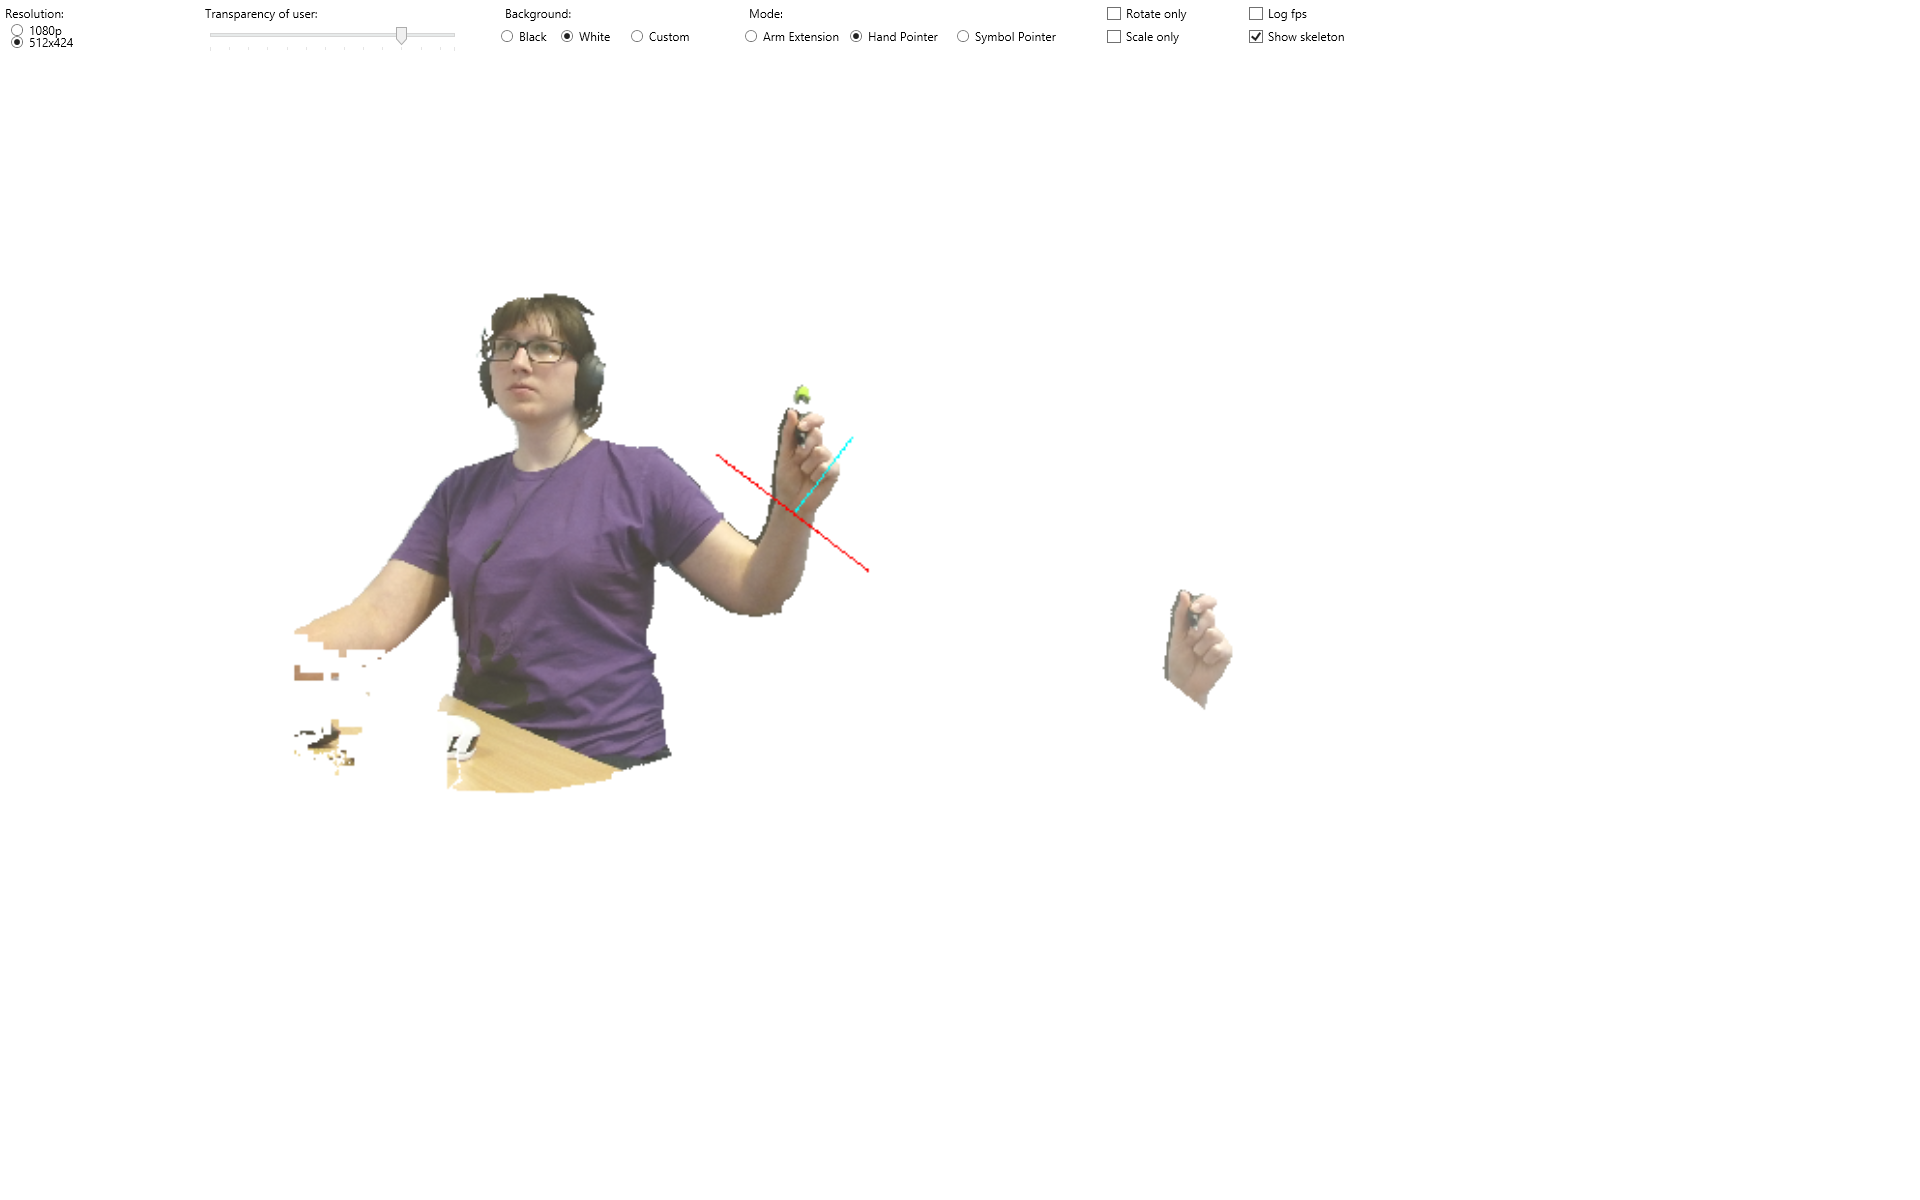 Resolution:
1080p
512x424
Transparency of user:
Background:
Black
White
Custom
Mode:
Arm Extension
Hand Pointer
Symbol Pointer
Rotate only
Scale only
Log fps
Show skeleton